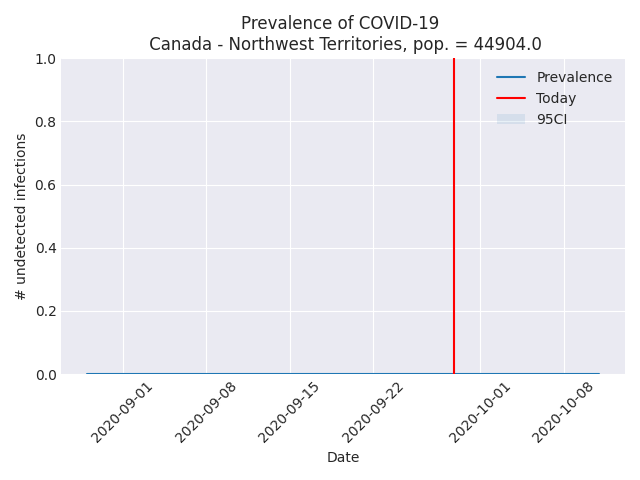 Prevalence of COVID-19
Canada - Northwest Territories, pop. = 44904.0
1.0
0.8
0.6
0.4
0.2
0.0
# undetected infections
Prevalence
Today
95CI
2020-09-01
2020-09-08
2020-09-15
2020-09-22
2020-10-01
2020-10-08
Date